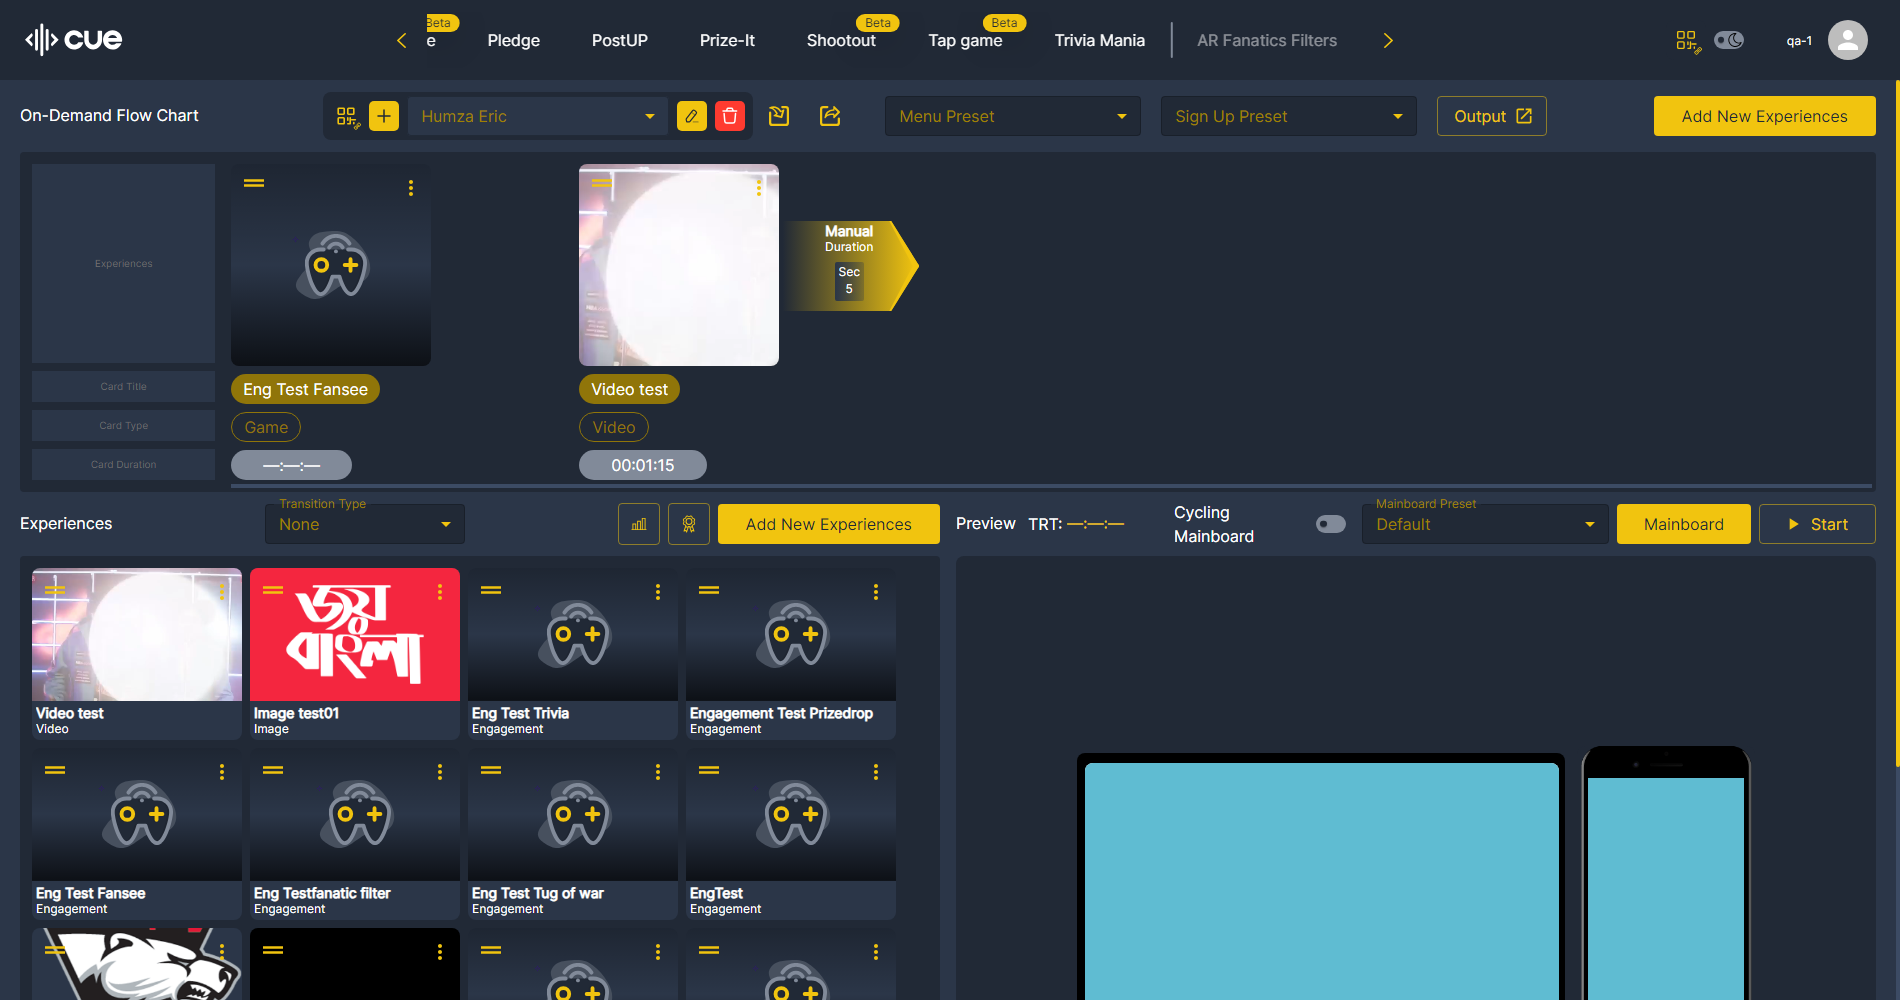 cue
Beta
e
Pledge
PostUP
Prize-It
Beta
Shootout
Beta
Tap game
Trivia Mania
AR Fanatics Filters
qa-1
On-Demand Flow Chart
Humza Eric
Menu Preset
Sign Up Preset
Output
Add New Experiences
Experiences
Manual
Duration
Sec
5
Card Title
Eng Test Fansee
Video test
Card Type
Game
Video
Card Duration
—:—:—
00:01:15
Experiences
Transition Type
None
Add New Experiences
Preview
TRT: —:—:—
Cycling
Mainboard
Mainboard Preset
Default
Mainboard
Start
জয়
বাংলা
Video test
Video
Image test01
Image
Eng Test Trivia
Engagement
Engagement Test Prizedrop
Engagement
Eng Test Fansee
Engagement
Eng Testfanatic filter
Engagement
Eng Test Tug of war
Engagement
EngTest
Engagement